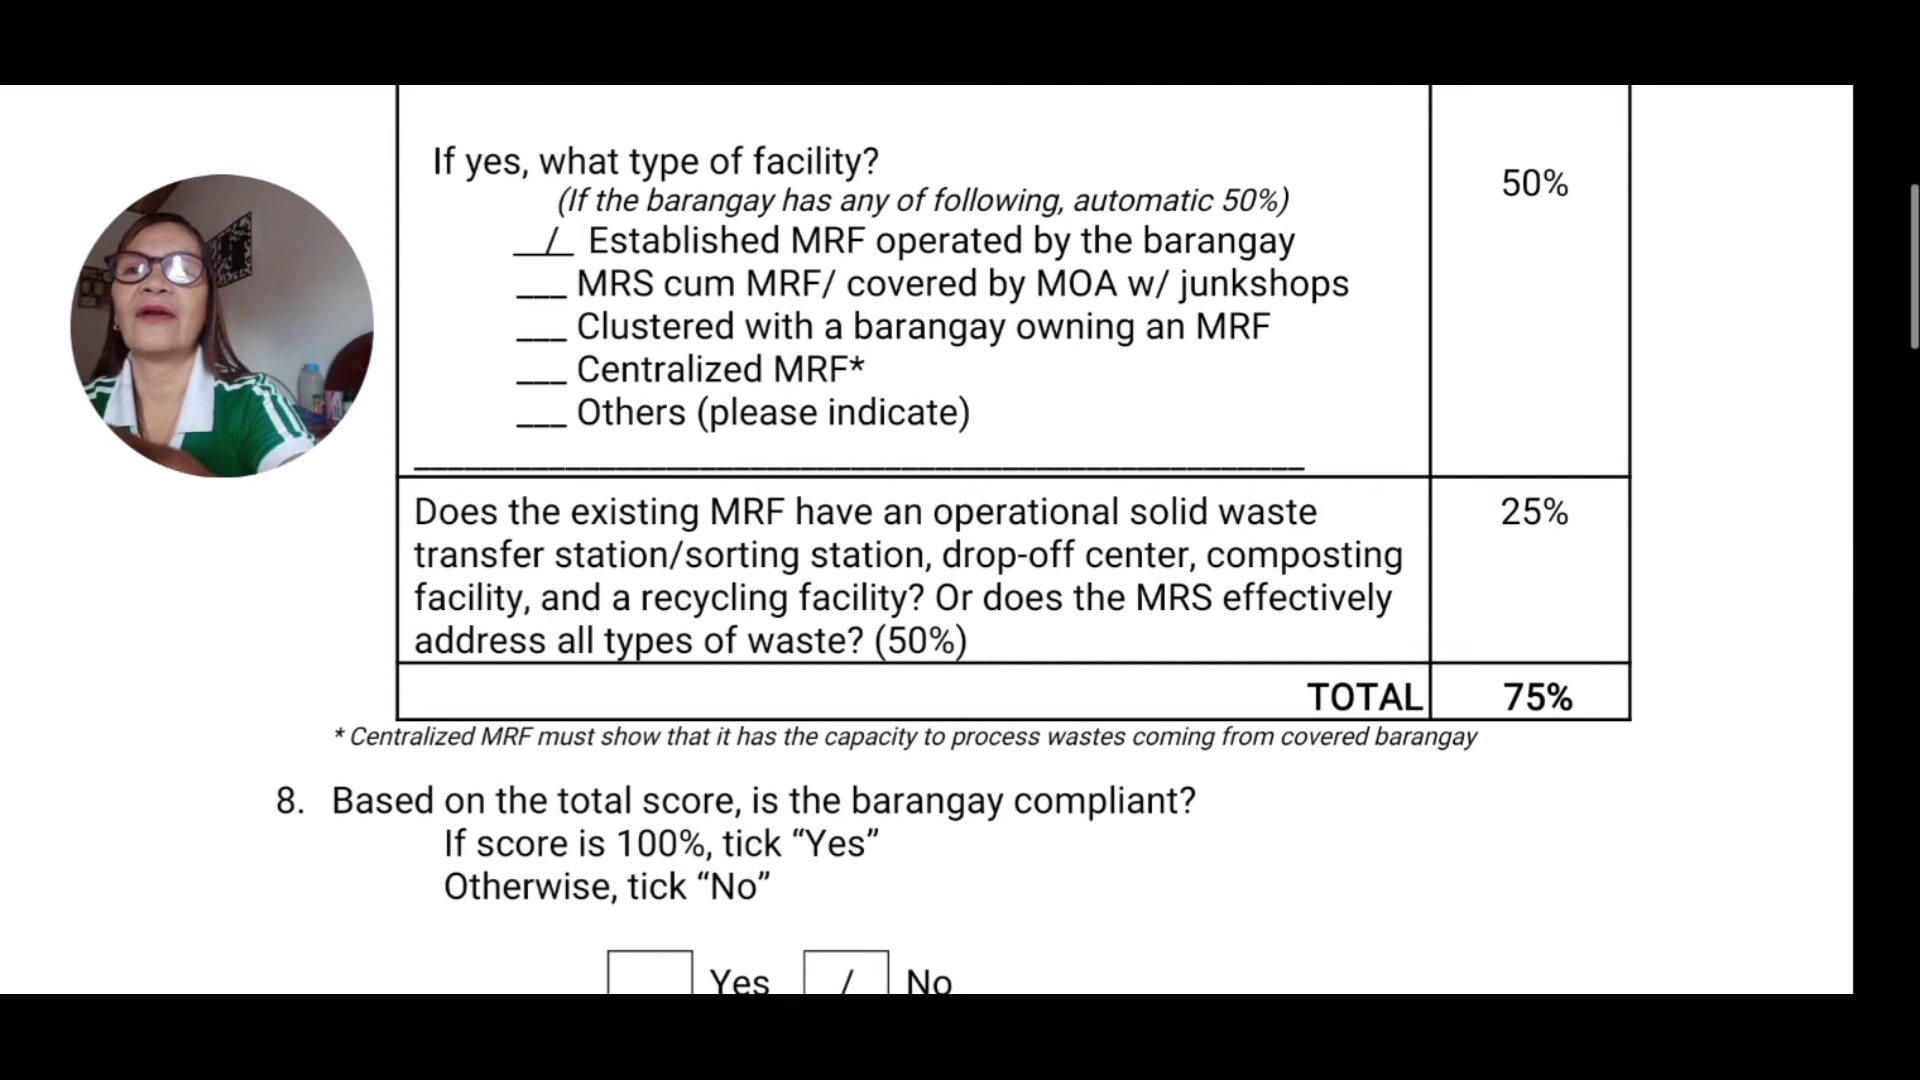 If yes, what type of facility?
(If the barangay has any of following, automatic 50%)
50%
__/_ Established MRF operated by the barangay
___ MRS cum MRF/ covered by MOA w/ junkshops
___ Clustered with a barangay owning an MRF
___ Centralized MRF*
___ Others (please indicate)
Does the existing MRF have an operational solid waste
transfer station/sorting station, drop-off center, composting
facility, and a recycling facility? Or does the MRS effectively
address all types of waste? (50%)
25%
TOTAL 75%
* Centralized MRF must show that it has the capacity to process wastes coming from covered barangay
8. Based on the total score, is the barangay compliant?
If score is 100%, tick “Yes”
Otherwise, tick “No”
Yes / No